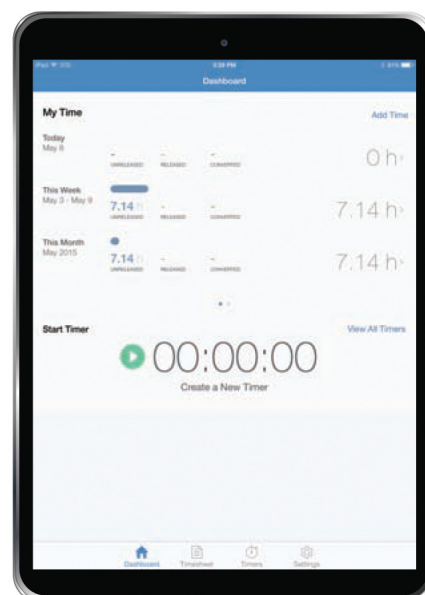 Dashboard
My Time
Add Time
Today
May 6
-
-
-
0 h
UNRELEASED
RELEASED
CONVERTED
This Week
May 3 - May 9
7.14 h
-
-
7.14 h
UNRELEASED
RELEASED
CONVERTED
This Month
May 2015
7.14 h
-
-
7.14 h
UNRELEASED
RELEASED
CONVERTED
Start Timer
View All Timers
00:00:00
Create a New Timer
Dashboard
Timesheet
Timers
Settings